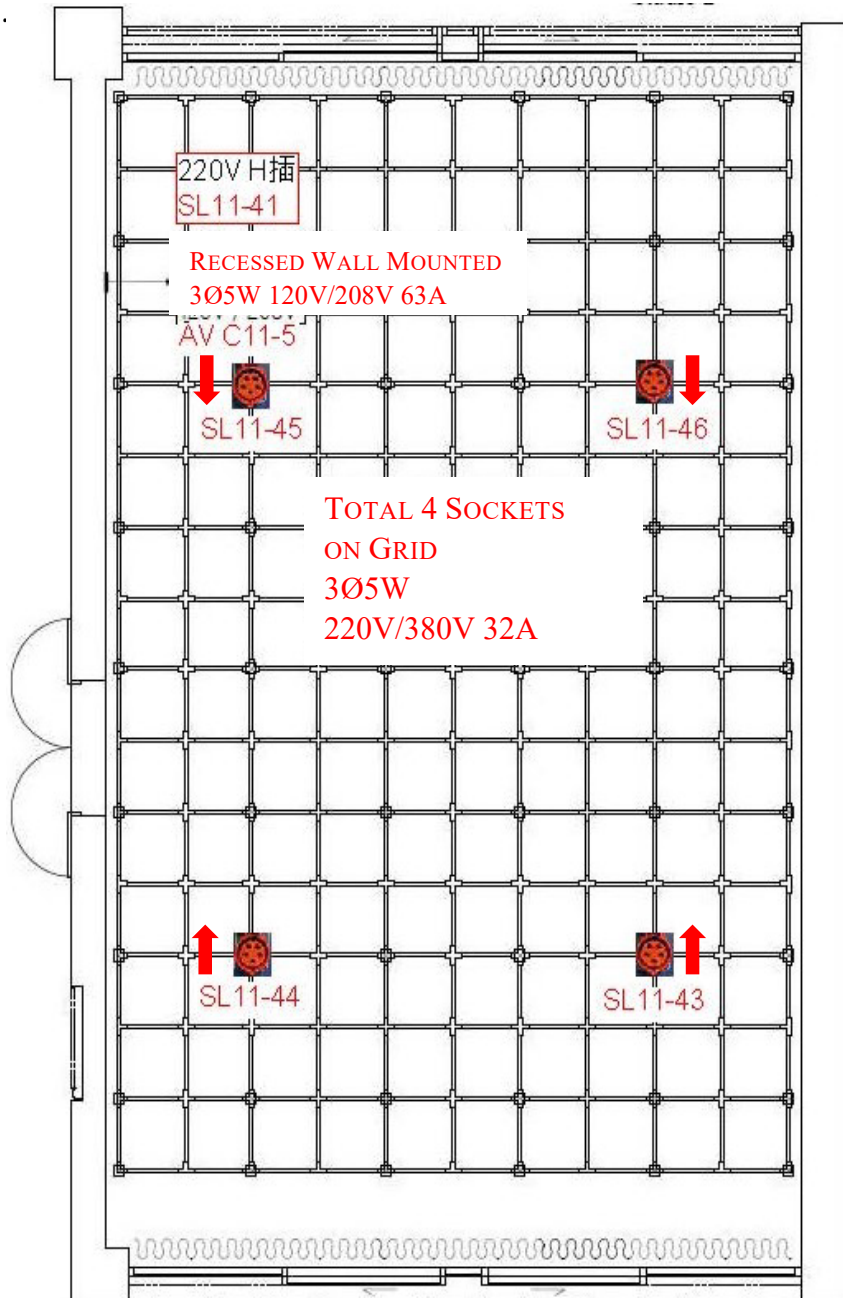 220V H插
SL11-41
RECESSED WALL MOUNTED
3Ø5W 120V/208V 63A
AV C11-5
SL11-45
SL11-46
TOTAL 4 SOCKETS
ON GRID
3Ø5W
220V/380V 32A
SL11-44
SL11-43